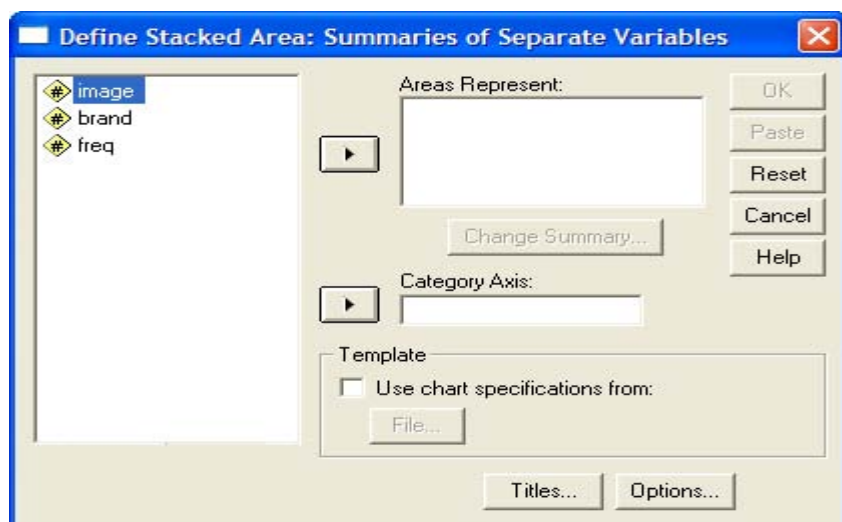 Define Stacked Area: Summaries of Separate Variables
image
brand
freq
Areas Represent:
Change Summary...
Category Axis:
Template
Use chart specifications from:
File...
Titles...
Options...
OK
Paste
Reset
Cancel
Help